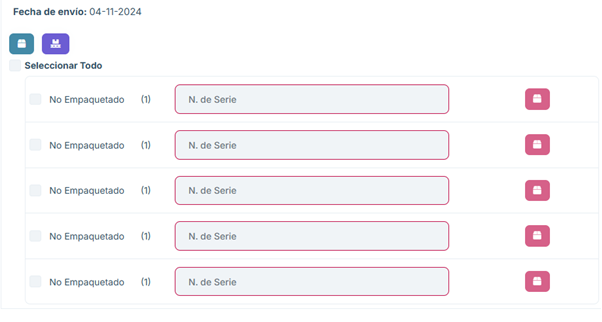 Fecha de envío: 04-11-2024
Seleccionar Todo
No Empaquetado (1) N. de Serie
No Empaquetado (1) N. de Serie
No Empaquetado (1) N. de Serie
No Empaquetado (1) N. de Serie
No Empaquetado (1) N. de Serie